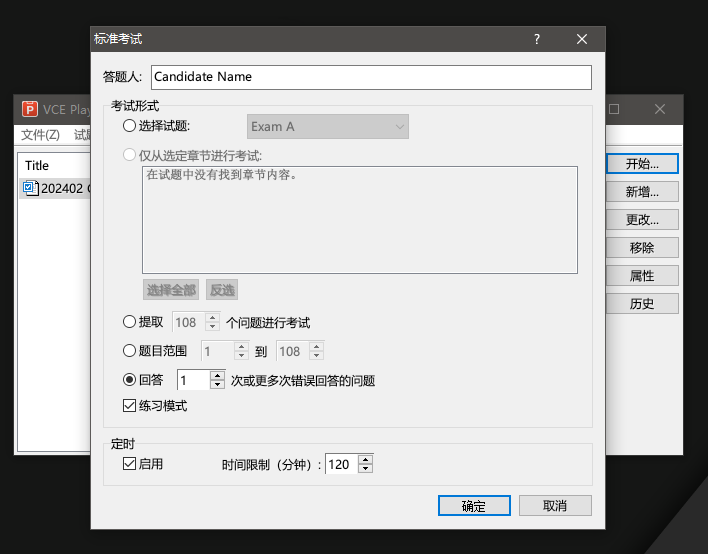 标准考试
?
答题人:
Candidate Name
VCE Play
文件(Z) 试题
Title
202402
考试形式
选择试题:
Exam A
仅从选定章节进行考试:
在试题中没有找到章节内容。
选择全部 反选
提取 108 个问题进行考试
题目范围 1 到 108
回答 1 次或更多次错误回答的问题
练习模式
定时
启用 时间限制（分钟）: 120
确定 取消
开始...
新增...
更改...
移除
属性
历史